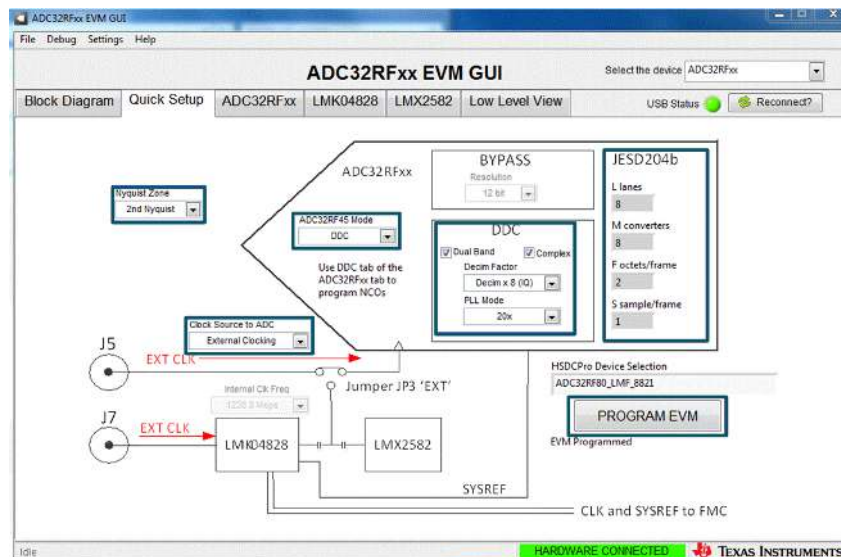 ADC32RFxx EVM GUI
File Debug Settings Help
ADC32RFxx EVM GUI
Select the device ADC32RFxx
Block Diagram Quick Setup ADC32RFxx LMK04828 LMX2582 Low Level View
USB Status Reconnect?
ADC32RFxx
BYPASS
Resolution
12 bit
JESD204b
L lanes
8
M converters
8
F octets/frame
2
S sample/frame
1
Nyquist Zone
2nd Nyquist
ADC32RF45 Mode
DDC
Use DDC tab of the
ADC32RFxx tab to
program NCOs
DDC
Dual Band Complex
Decim Factor
Decim x 8 (IQ)
PLL Mode
20x
Clock Source to ADC
External Clocking
J5
EXT CLK
Jumper JP3 'EXT'
Internal Clk Freq
HSDCPro Device Selection
ADC32RF80_LMF_8821
PROGRAM EVM
EVM Programmed
J7
EXT CLK
LMK04828
LMX2582
SYSREF
CLK and SYSREF to FMC
Idle
HARDWARE CONNECTED
TEXAS INSTRUMENTS